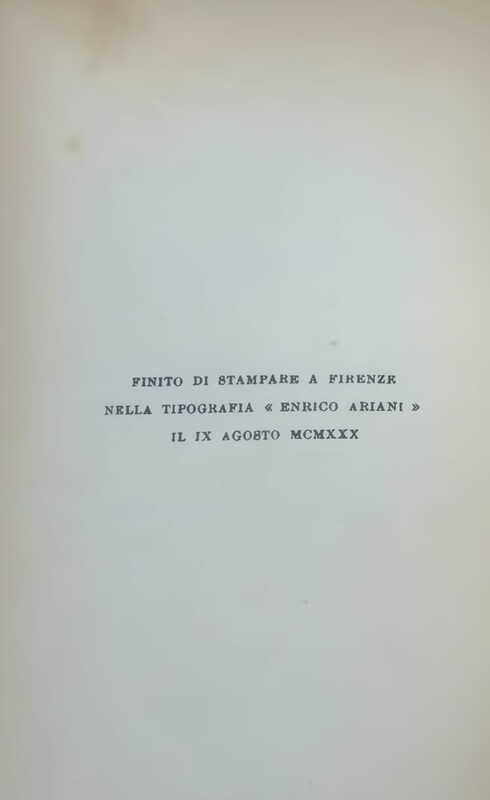 FINITO DI STAMPARE A FIRENZE
NELLA TIPOGRAFIA « ENRICO ARIANI »
IL IX AGOSTO MCMXXX